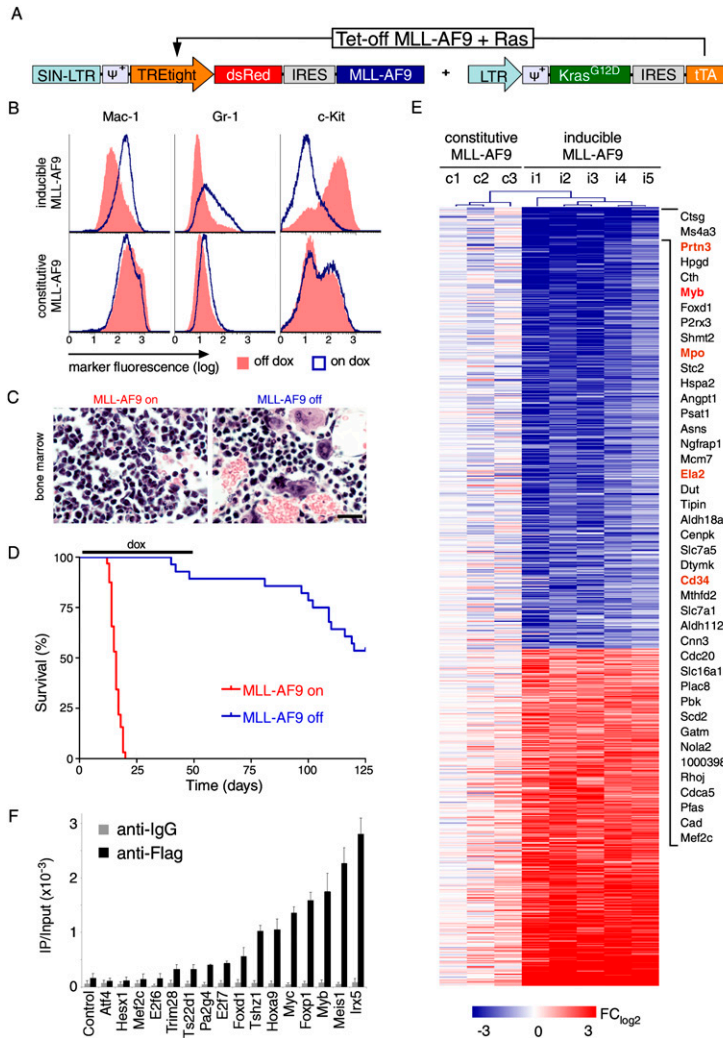 A
Tet-off MLL-AF9 + Ras
SIN-LTR Ψ+ TREtight dsRed IRES MLL-AF9 + LTR Ψ+ KrasG12D IRES tTA
B
Mac-1 Gr-1 c-Kit
inducible
MLL-AF9
constitutive
MLL-AF9
0 1 2 3 0 1 2 3 0 1 2 3
marker fluorescence (log)
off dox on dox
C
MLL-AF9 on MLL-AF9 off
bone marrow
D
dox
Survival (%)
100
75
50
25
0
0 25 50 75 100 125
Time (days)
MLL-AF9 on
MLL-AF9 off
E
constitutive
MLL-AF9
inducible
MLL-AF9
c1 c2 c3 i1 i2 i3 i4 i5
Ctsg
Ms4a3
Prtn3
Hpgd
Cth
Myb
Foxd1
P2rx3
Shmt2
Mpo
Stc2
Hspa2
Angpt1
Psat1
Asns
Ngfrap1
Mcm7
Ela2
Dut
Tipin
Aldh18a
Cenpk
Slc7a5
Dtymk
Cd34
Mthfd2
Slc7a1
Aldh112
Cnn3
Cdc20
Slc16a1
Plac8
Pbk
Scd2
Gatm
Nola2
1000398
Rhoj
Cdca5
Pfas
Cad
Mef2c
-3 0 3 FClog2
F
anti-IgG
anti-Flag
IP/Input (x10-3)
3
2
1
0
Control
Atf4
Hesx1
Mef2c
E2f6
Trim28
Ts22d1
Pa2g4
E2f7
Foxd1
Tshz1
Hoxa9
Myc
Foxp1
Myb
Meis1
Irx5